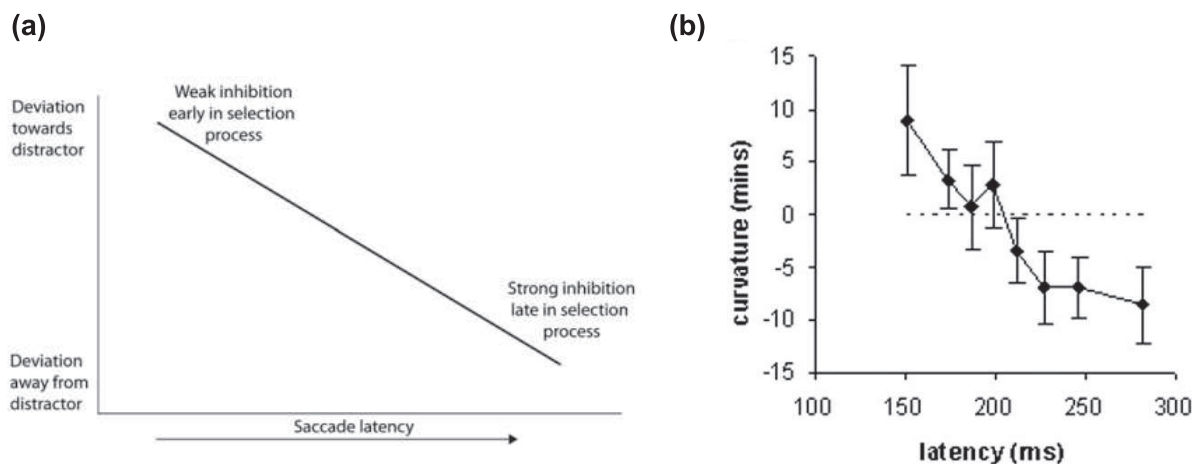 (a)
Deviation
towards
distractor
Weak inhibition
early in selection
process
Strong inhibition
late in selection
process
Deviation
away from
distractor
Saccade latency
(b)
curvature (mins)
15
10
5
0
-5
-10
-15
100 150 200 250 300
latency (ms)